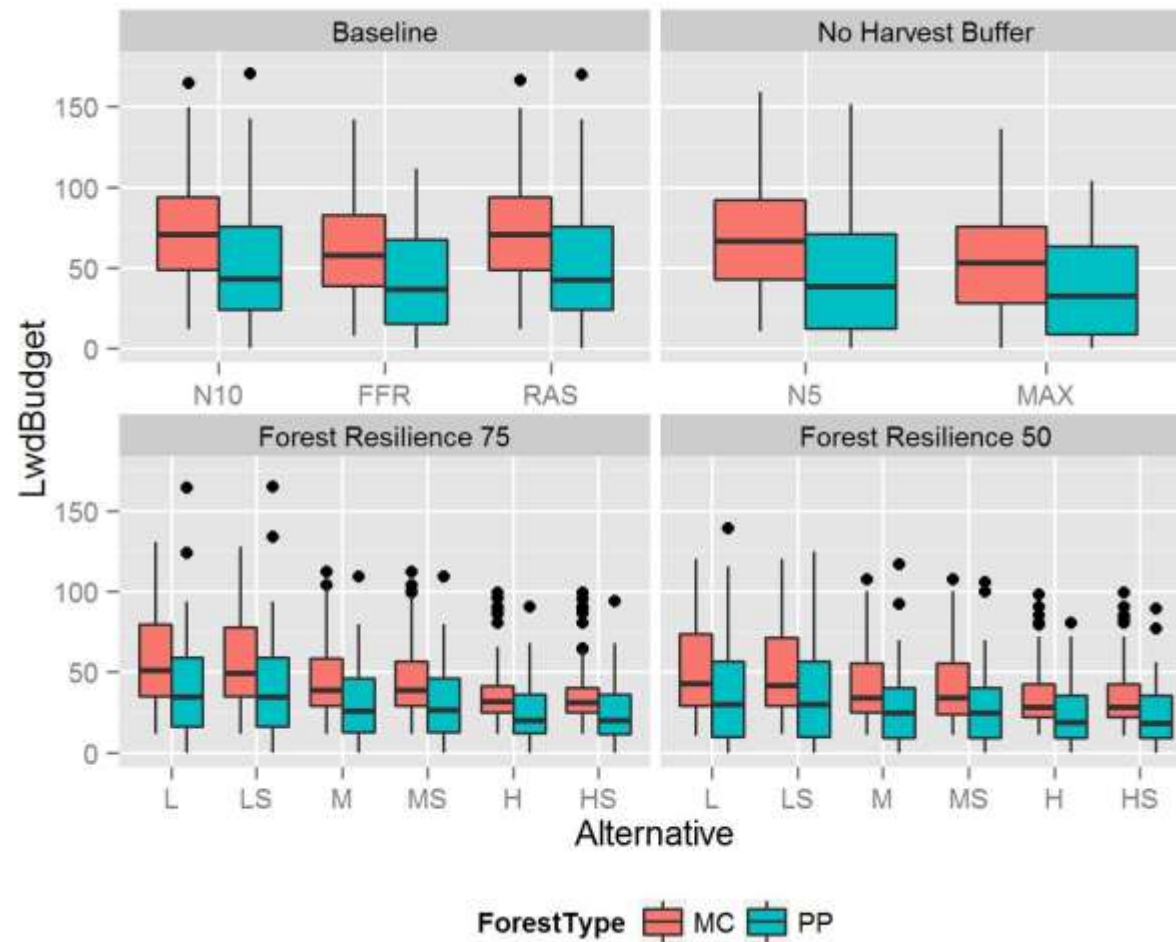 Baseline
No Harvest Buffer
150
100
50
0
N10 FFR RAS
N5 MAX
LwdBudget
Forest Resilience 75
Forest Resilience 50
150
100
50
0
L LS M MS H HS
L LS M MS H HS
Alternative
ForestType MC PP